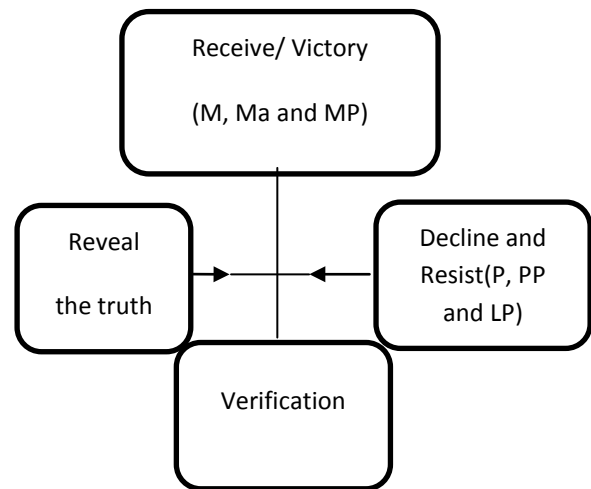 Receive/ Victory
(M, Ma and MP)
Reveal
the truth
Decline and
Resist(P, PP
and LP)
Verification